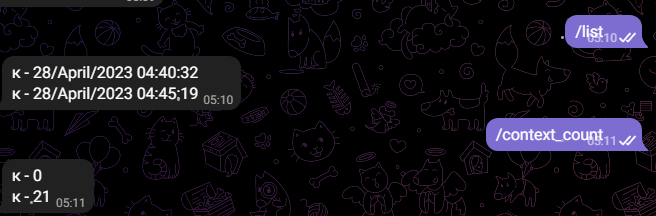 /list
05:10
к - 28/April/2023 04:40:32
к - 28/April/2023 04:45:19
05:10
/context_count
05:11
к - 0
к - 21
05:11